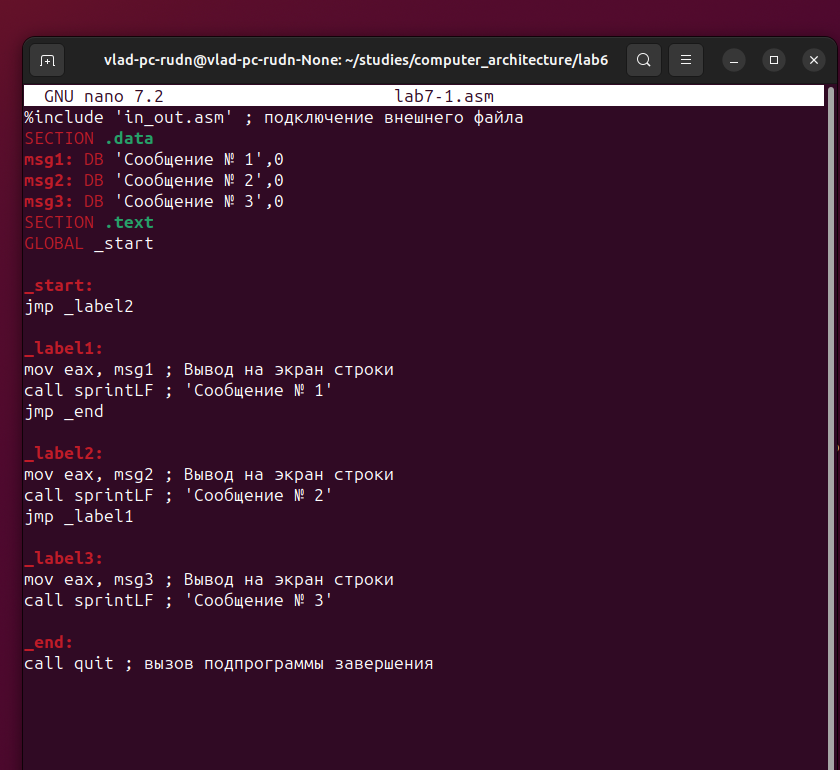 vlad-pc-rudn@vlad-pc-rudn-None: ~/studies/computer_architecture/lab6
GNU nano 7.2 lab7-1.asm
%include 'in_out.asm' ; подключение внешнего файла
SECTION .data
msg1: DB 'Сообщение № 1',0
msg2: DB 'Сообщение № 2',0
msg3: DB 'Сообщение № 3',0
SECTION .text
GLOBAL _start
_start:
jmp _label2
_label1:
mov eax, msg1 ; Вывод на экран строки
call sprintLF ; 'Сообщение № 1'
jmp _end
_label2:
mov eax, msg2 ; Вывод на экран строки
call sprintLF ; 'Сообщение № 2'
jmp _label1
_label3:
mov eax, msg3 ; Вывод на экран строки
call sprintLF ; 'Сообщение № 3'
_end:
call quit ; вызов подпрограммы завершения